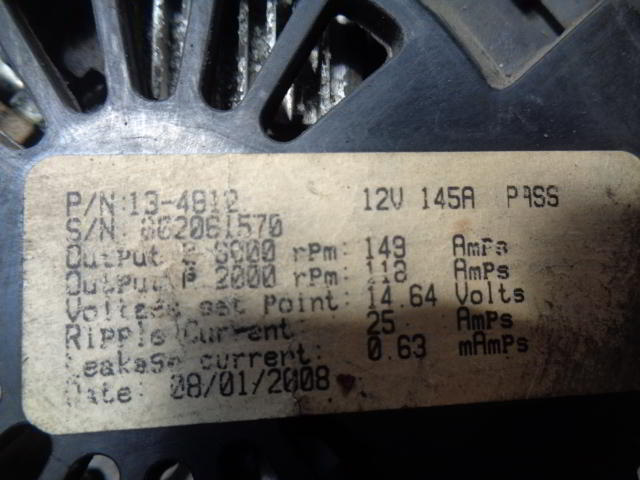 P/N:13-4812 12V 145A PASS
S/N: 002061570
Output @ 6000 rpm: 149 Amps
Output @ 2000 rpm: 118 Amps
Voltage set Point: 14.64 Volts
Ripple Current: 25 Amps
Leakage current: 0.63 mAmps
Date: 08/01/2008